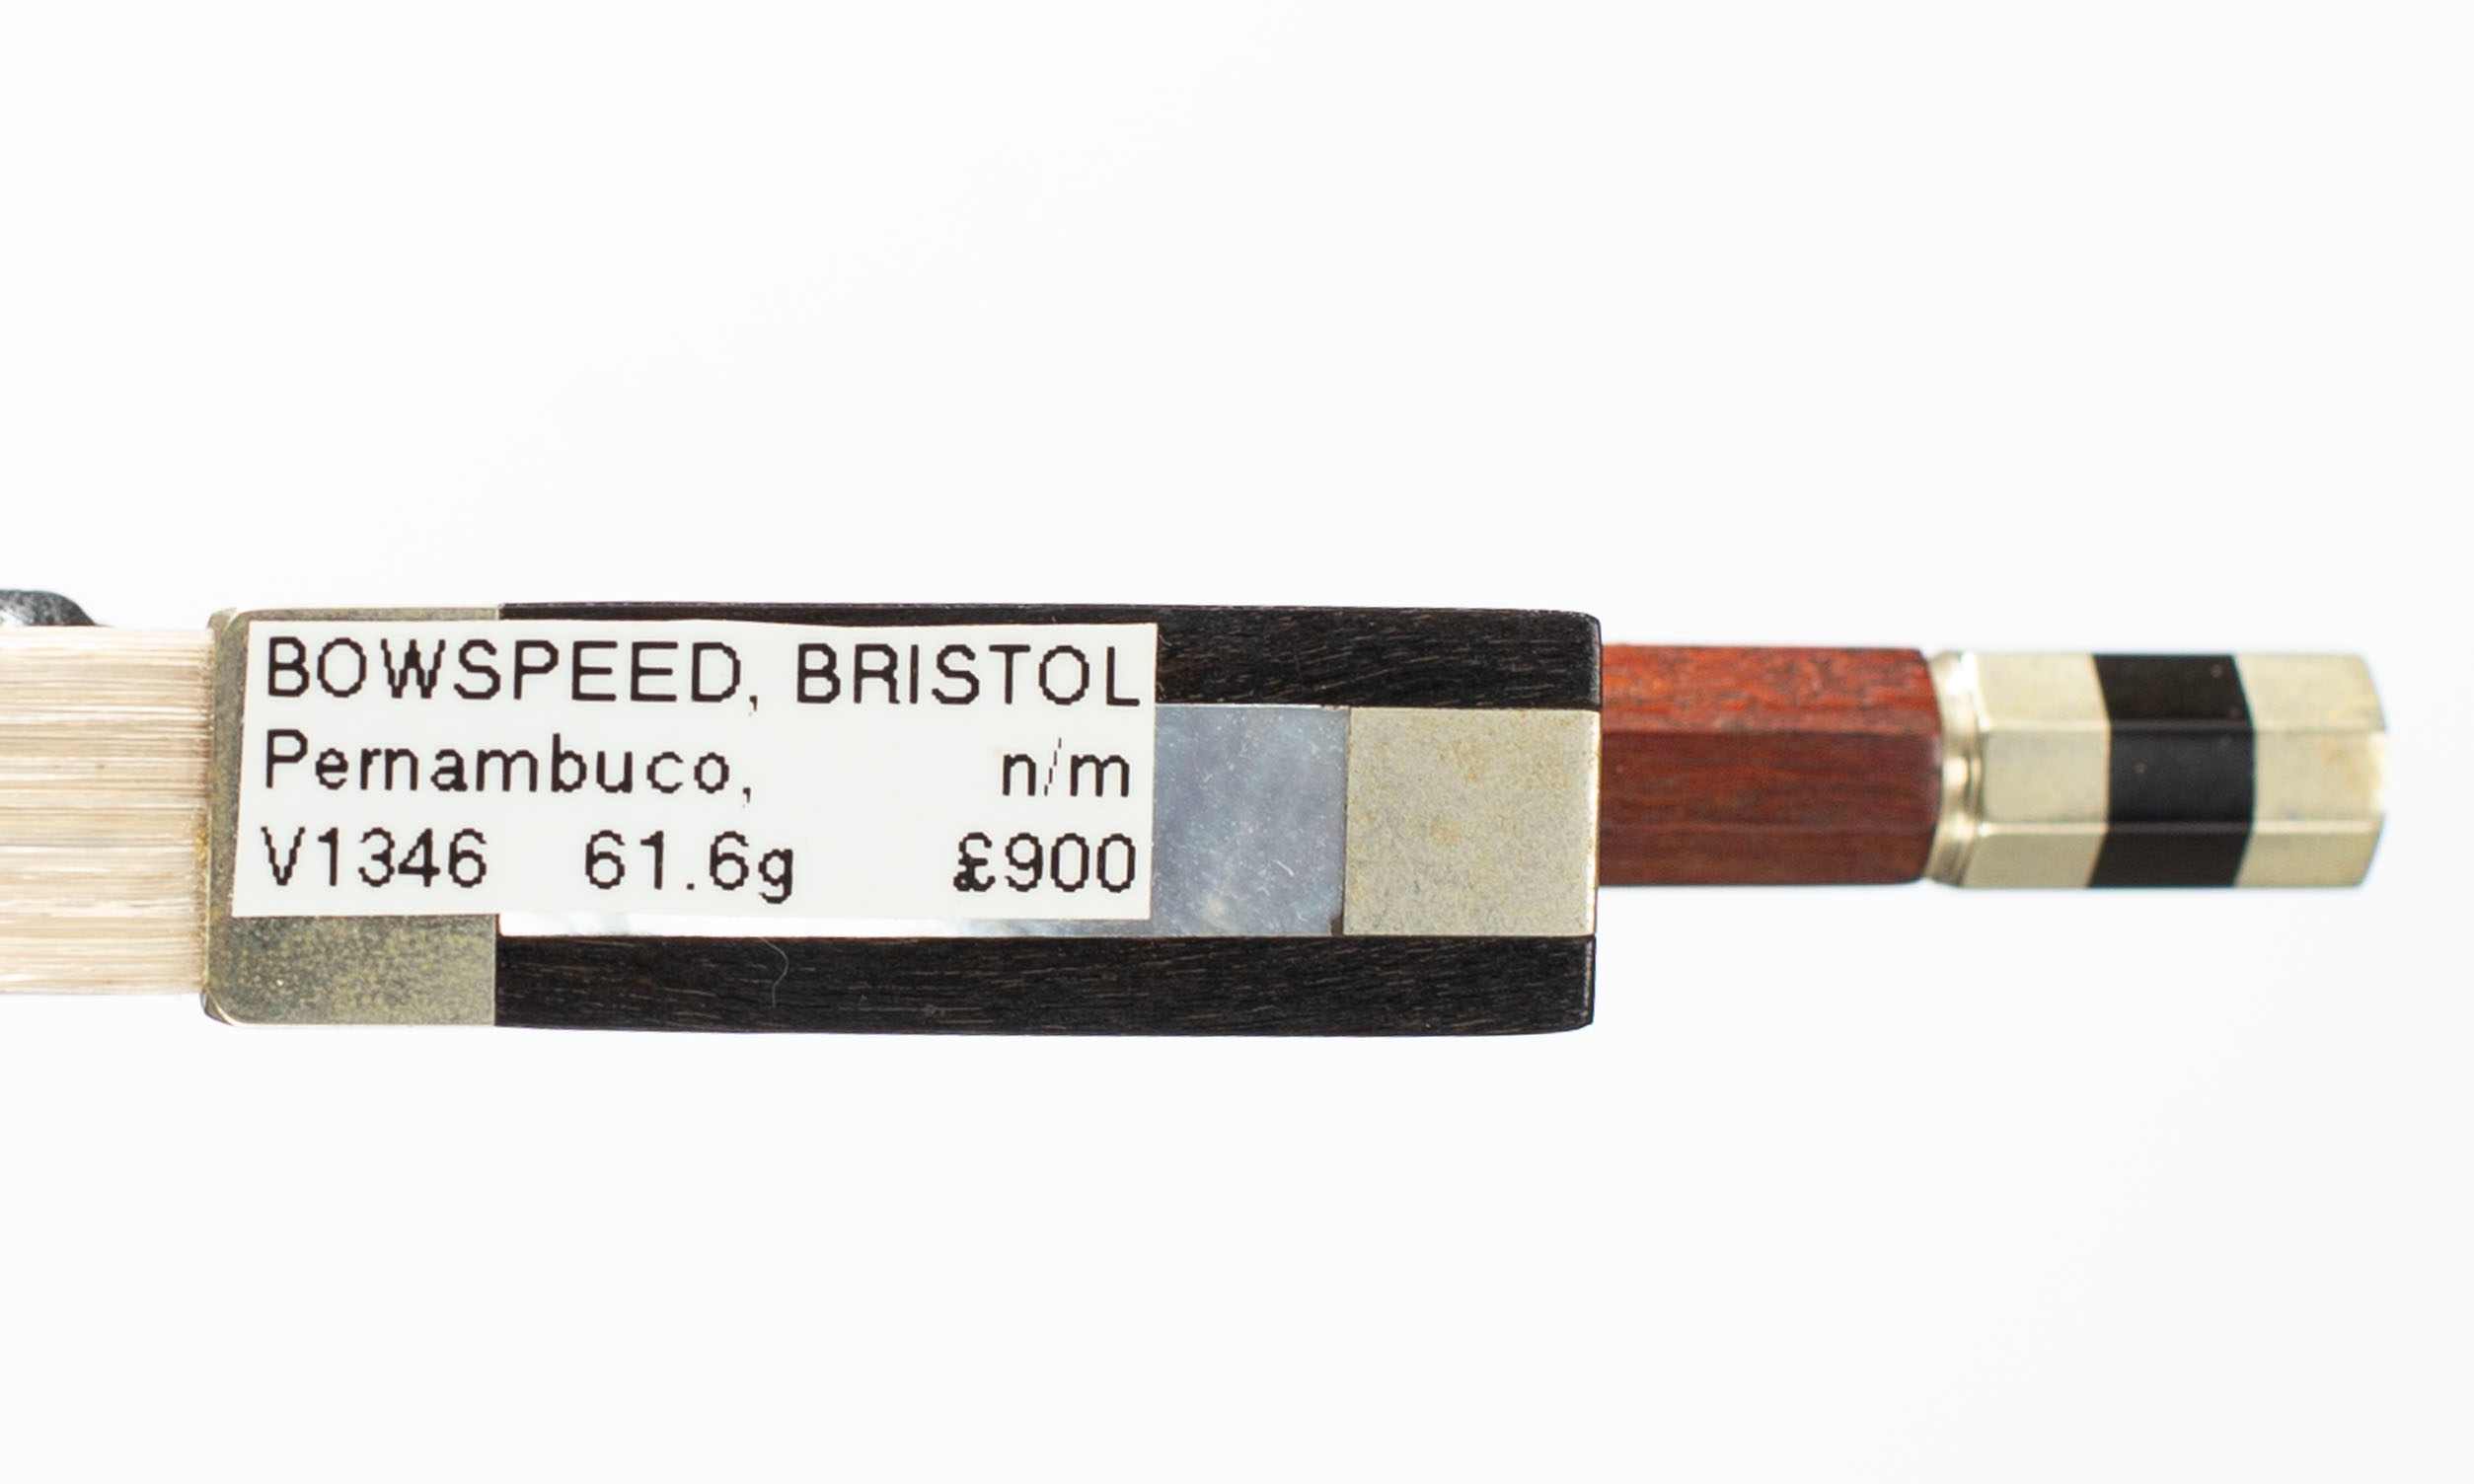 BOWSPEED, BRISTOL
Pernambuco, n/m
V1346 61.6g £900